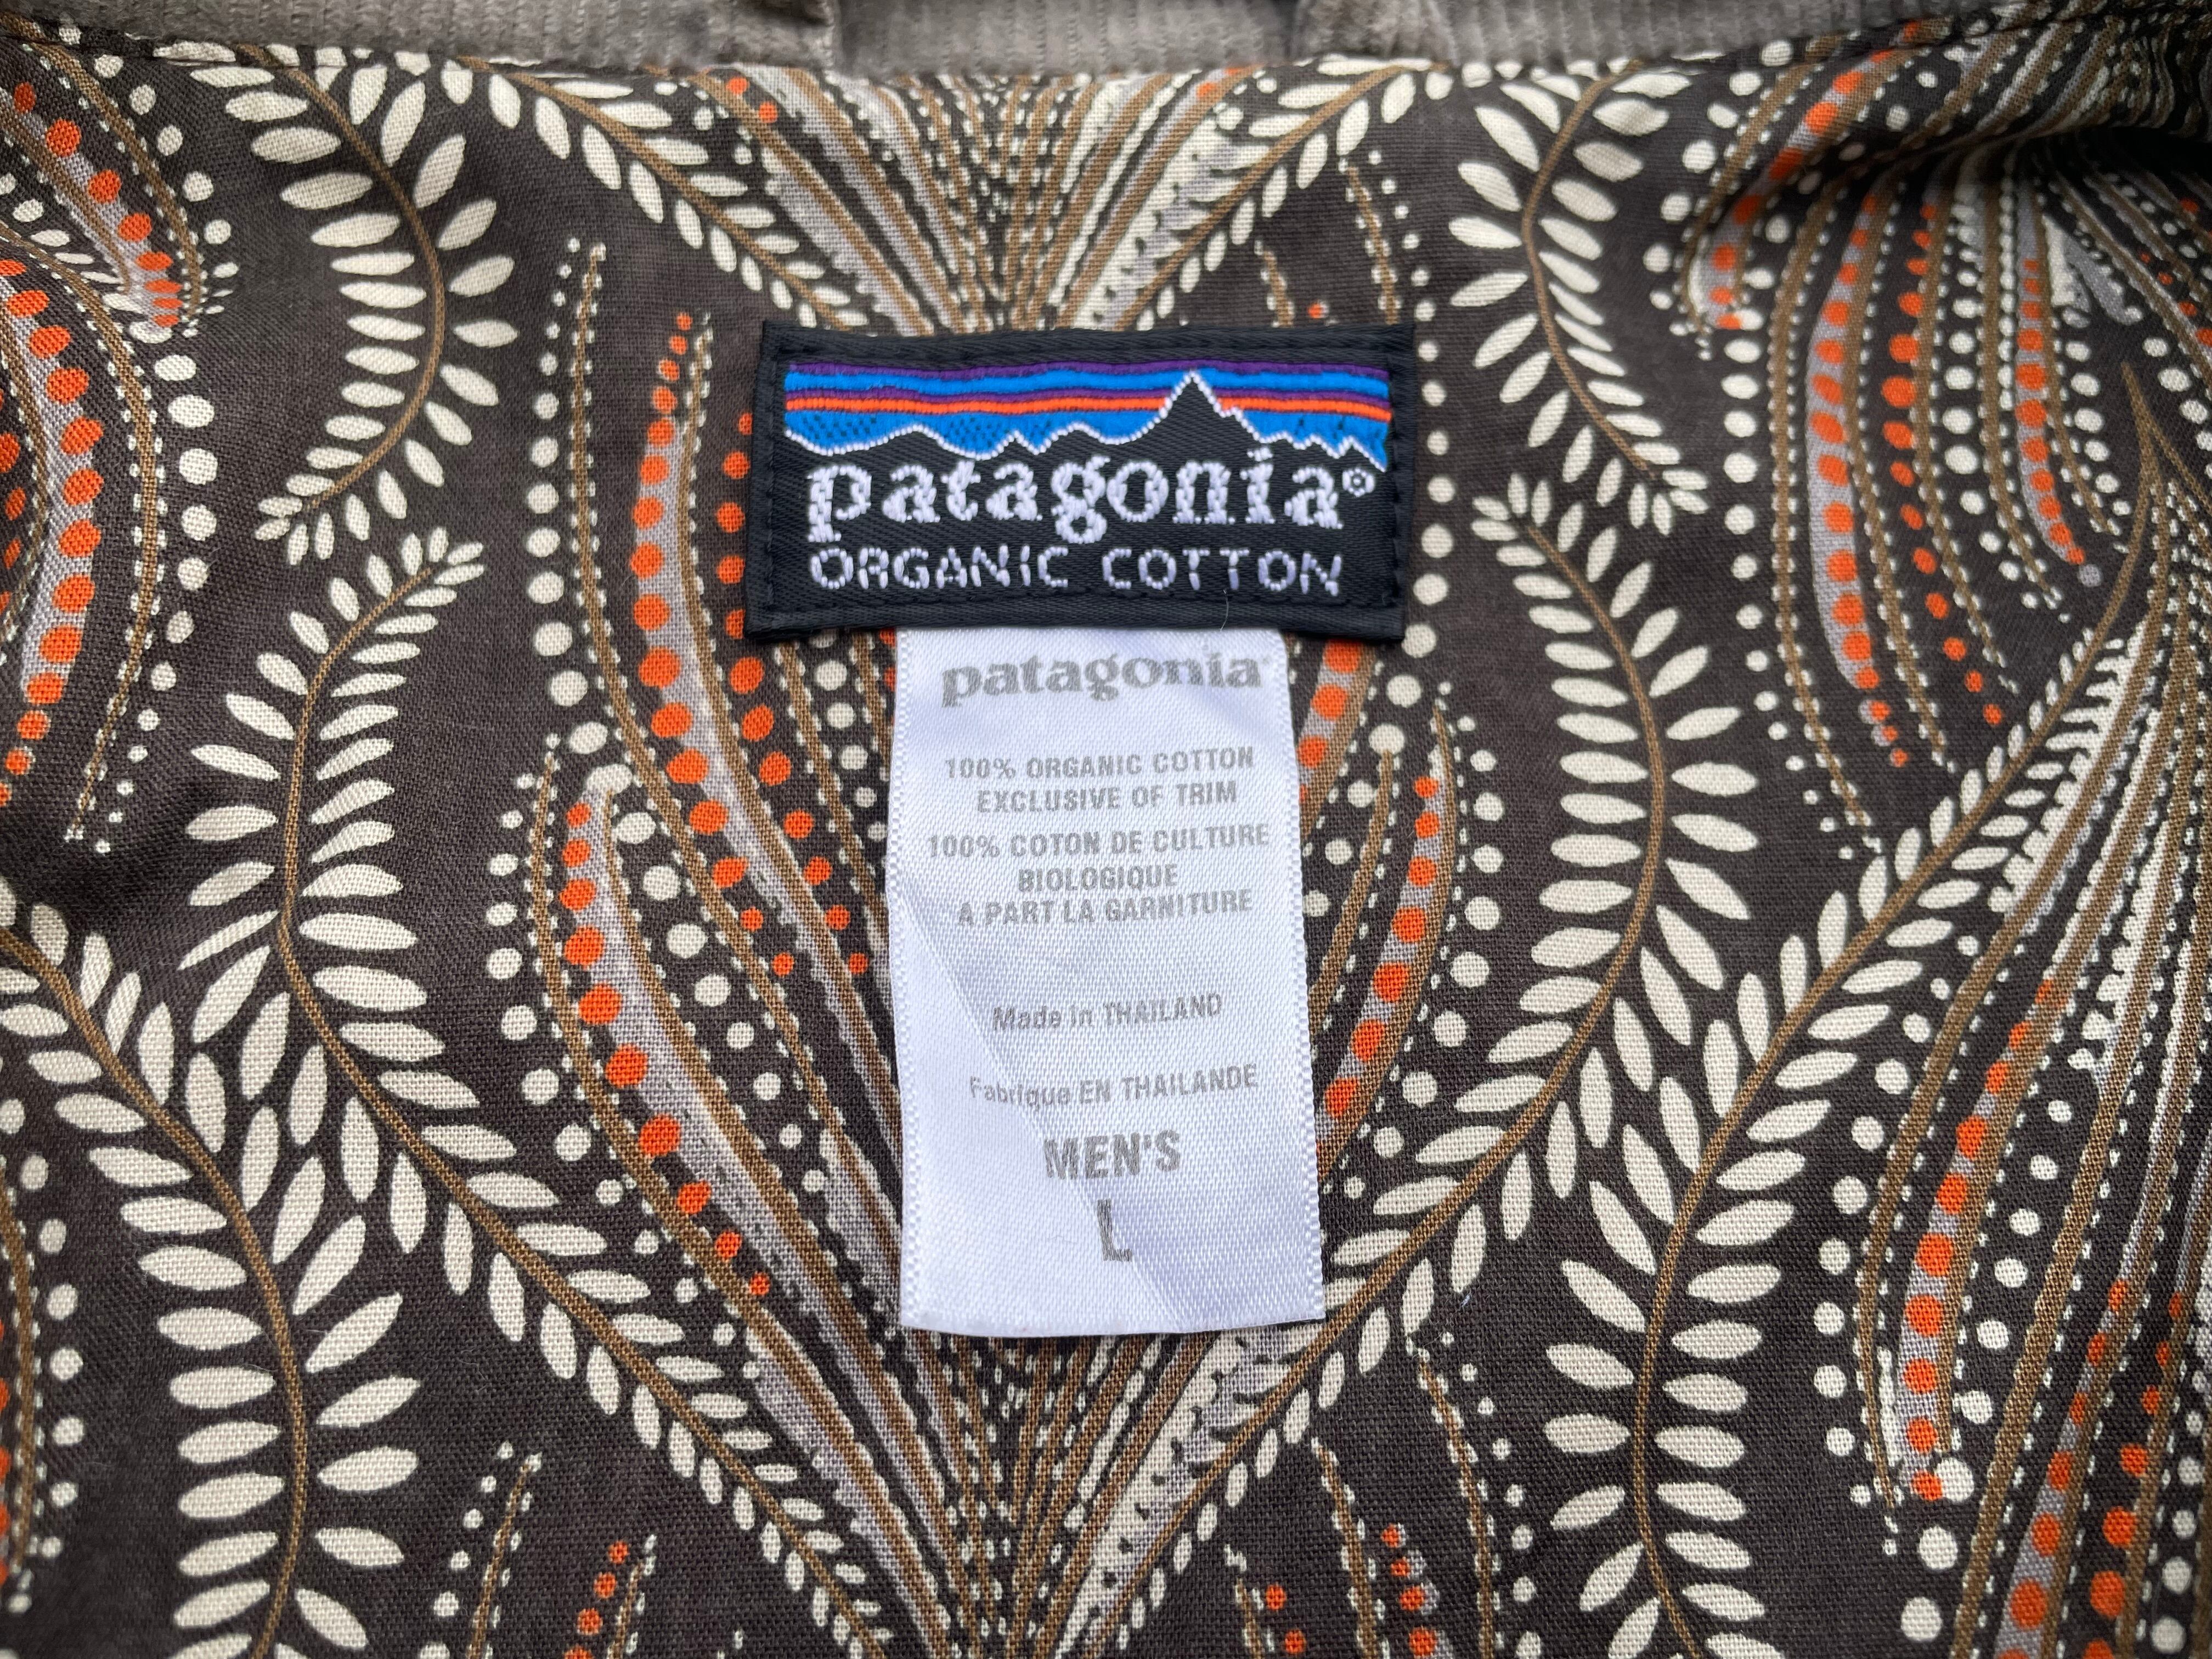 patagonia®
ORGANIC COTTON
patagonia®
100% ORGANIC COTTON
EXCLUSIVE OF TRIM
100% COTON DE CULTURE
BIOLOGIQUE
A PART LA GARNITURE
Made in THAILAND
Fabrique EN THAILANDE
MEN'S
L